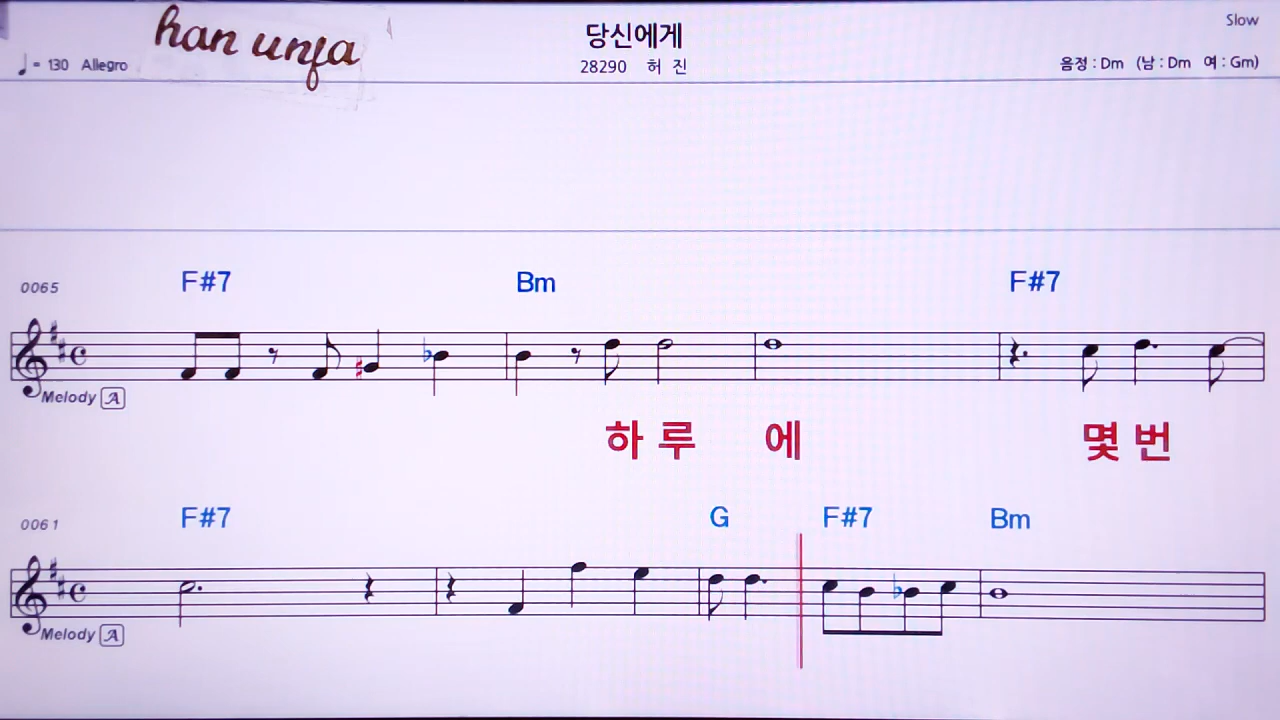 han unja
당신에게
Slow
♩= 130 Allegro
28290 허 진
음정 : Dm (남 : Dm 여 : Gm)
0065
F#7 Bm F#7
Melody A
하 루 에 몇 번
0061
F#7 G F#7 Bm
Melody A